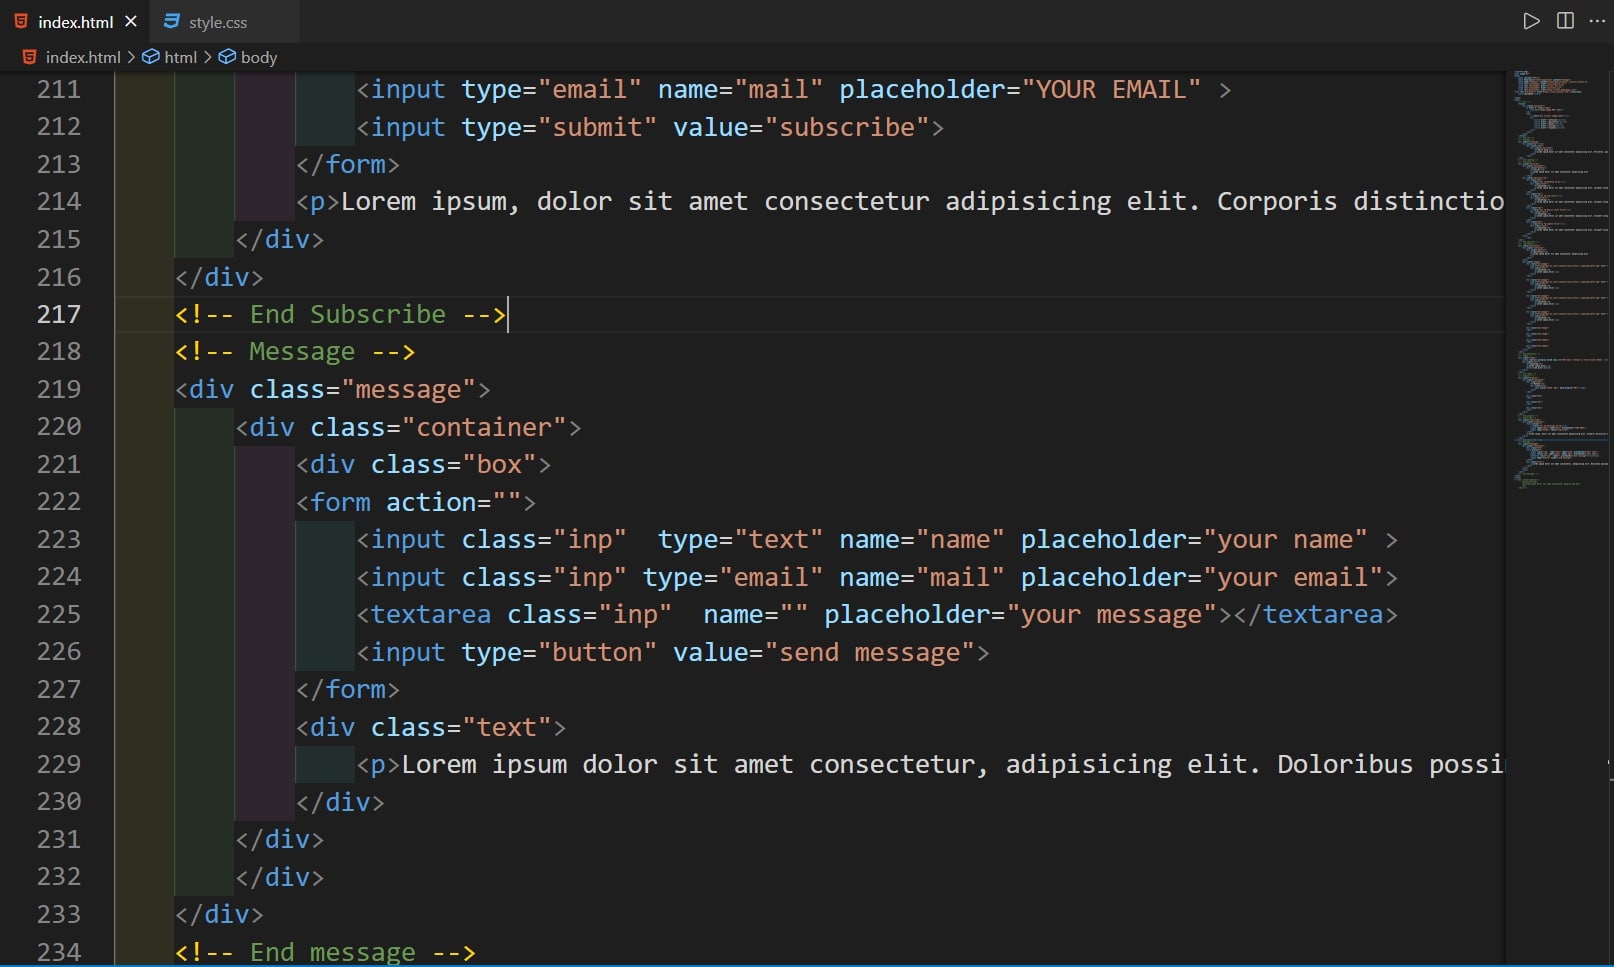 index.html × style.css
index.html > html > body
211 <input type="email" name="mail" placeholder="YOUR EMAIL" >
212 <input type="submit" value="subscribe">
213 </form>
214 <p>Lorem ipsum, dolor sit amet consectetur adipisicing elit. Corporis distinctio
215 </div>
216 </div>
217 <!-- End Subscribe -->
218 <!-- Message -->
219 <div class="message">
220 <div class="container">
221 <div class="box">
222 <form action="">
223 <input class="inp"  type="text" name="name" placeholder="your name" >
224 <input class="inp" type="email" name="mail" placeholder="your email">
225 <textarea class="inp"  name="" placeholder="your message"></textarea>
226 <input type="button" value="send message">
227 </form>
228 <div class="text">
229 <p>Lorem ipsum dolor sit amet consectetur, adipisicing elit. Doloribus possi
230 </div>
231 </div>
232 </div>
233 </div>
234 <!-- End message -->